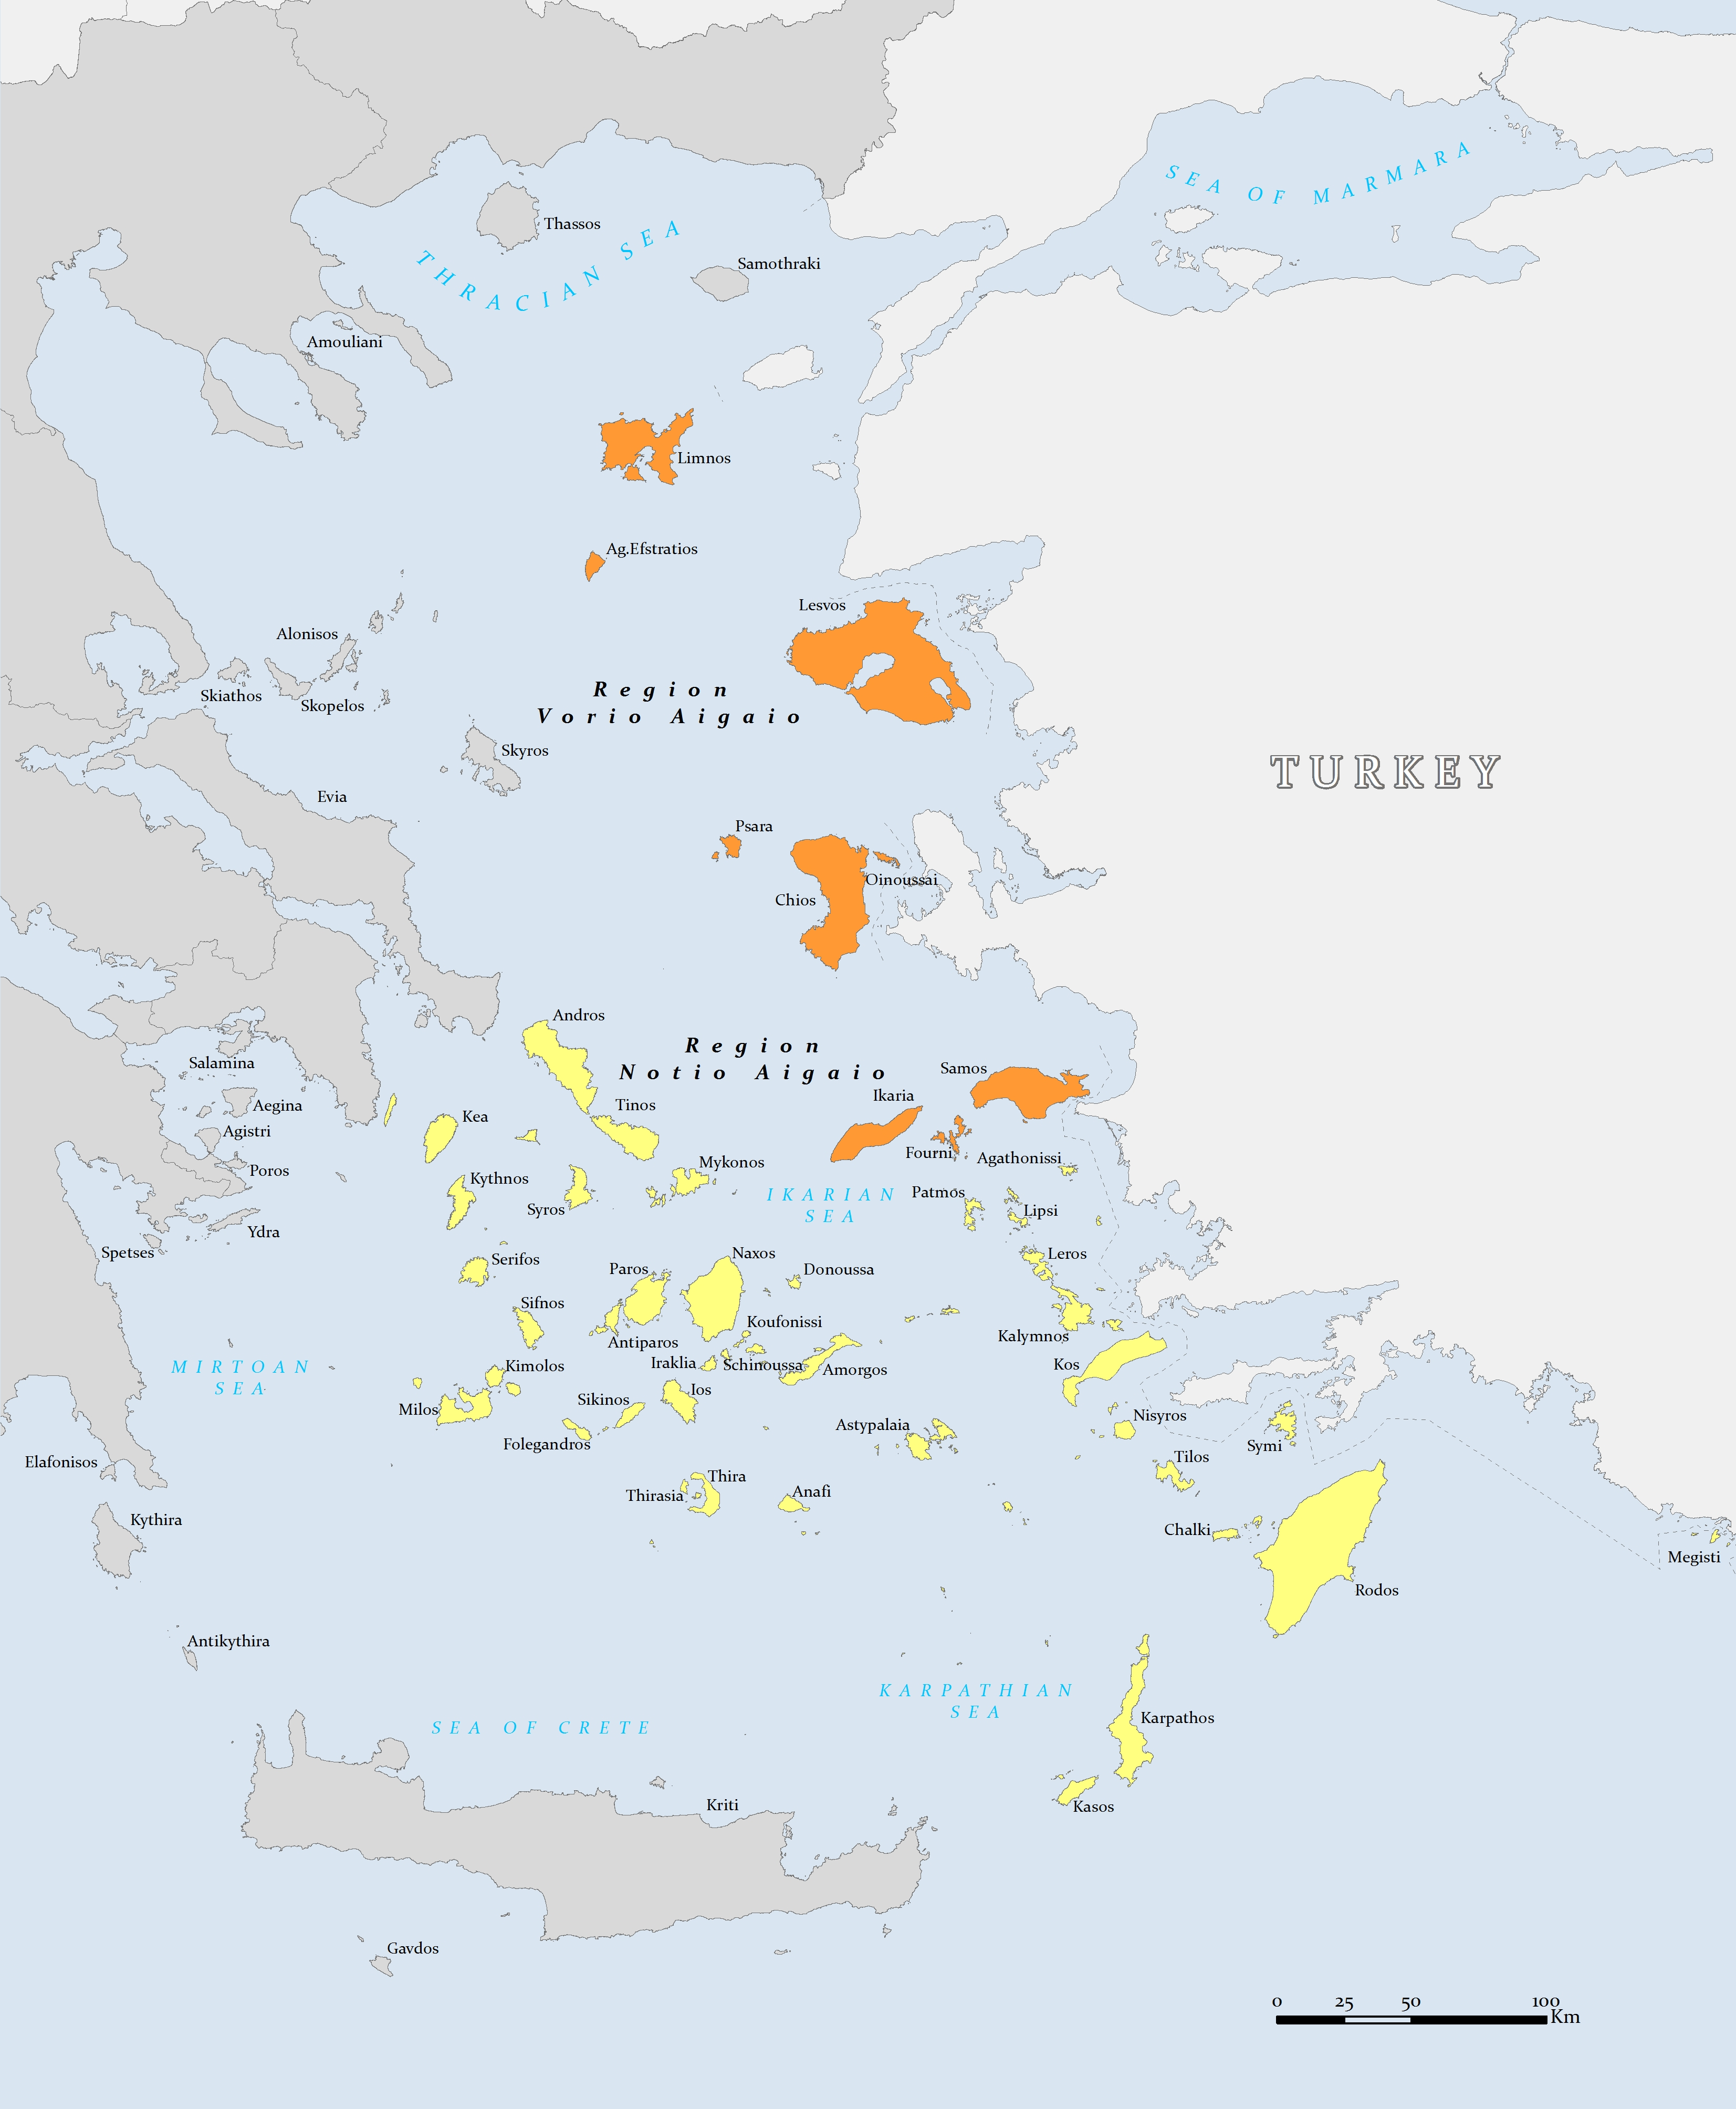 SEA OF MARMARA
Thassos
THRACIAN SEA
Samothraki
Amouliani
Limnos
Ag.Efstratios
Lesvos
Alonisos
Skiathos
Skopelos
Region
Vorio Aigaio
Skyros
TURKEY
Evia
Psara
Oinoussai
Chios
Andros
Region
Notio Aigaio
Salamina
Samos
Ikaria
Aegina
Tinos
Kea
Agistri
Fourni
Agathonissi
Poros
Mykonos
Kythnos
IKARIAN
SEA
Patmos
Syros
Lipsi
Ydra
Spetses
Serifos
Naxos
Leros
Paros
Donoussa
Sifnos
Koufonissi
Antiparos
Kalymnos
MIRTOAN
SEA
Kimolos
Iraklia
Schinoussa
Amorgos
Kos
Milos
Sikinos
Ios
Folegandros
Astypalaia
Nisyros
Symi
Elafonisos
Tilos
Thira
Thirasia
Anafi
Kythira
Chalki
Megisti
Rodos
Antikythira
KARPATHIAN
SEA
Karpathos
SEA OF CRETE
Kriti
Kasos
Gavdos
0 25 50 100
Km